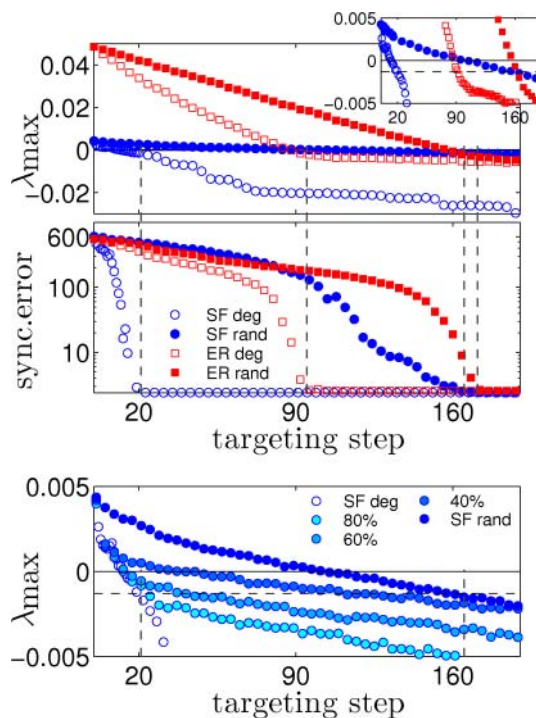 0.005
0
−0.005
20 90 160
0.04
0.02
0
−0.02
λmax
600
100
10
sync.error
SF deg
SF rand
ER deg
ER rand
20 90 160
targeting step
0.005
0
−0.005
λmax
SF deg 40%
80% SF rand
60%
20 90 160
targeting step